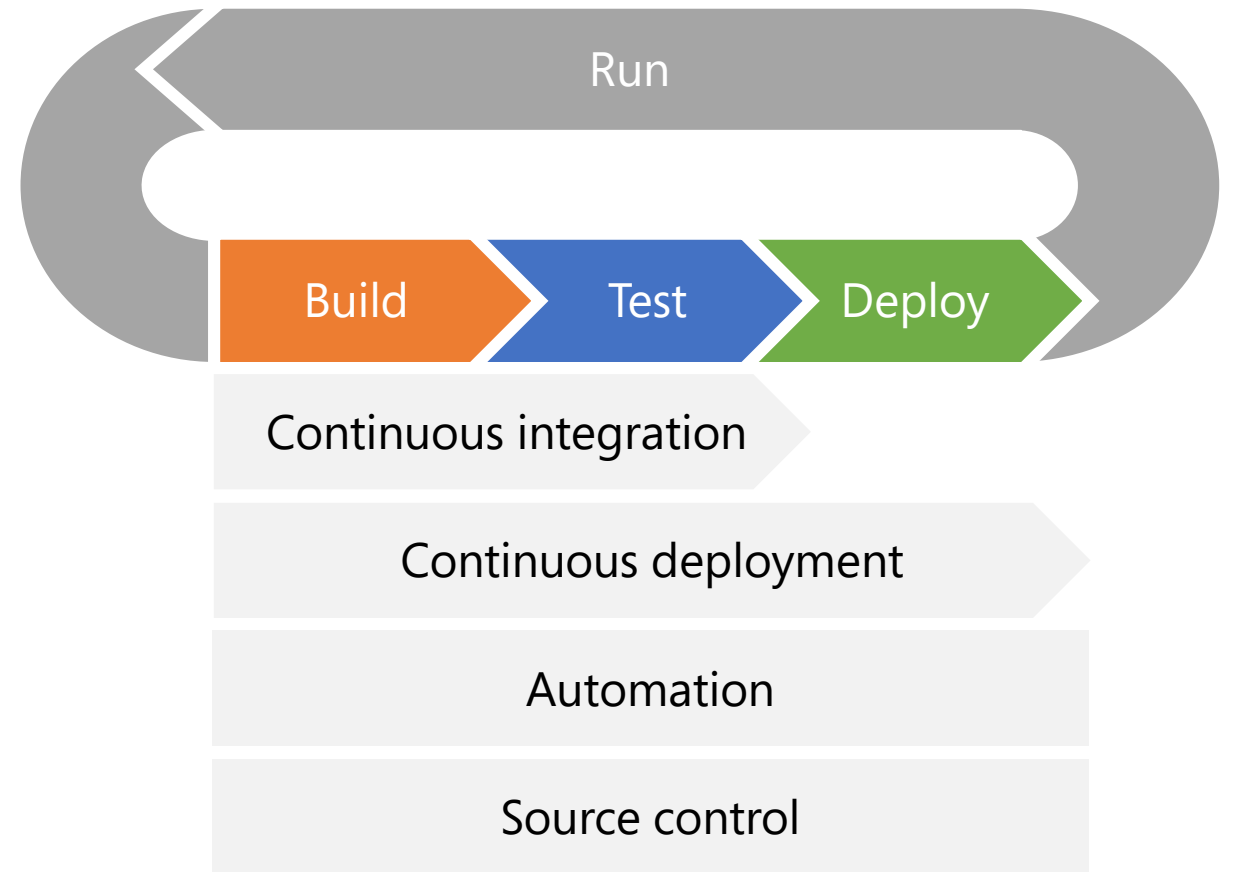 Run
Build
Test
Deploy
Continuous integration
Continuous deployment
Automation
Source control